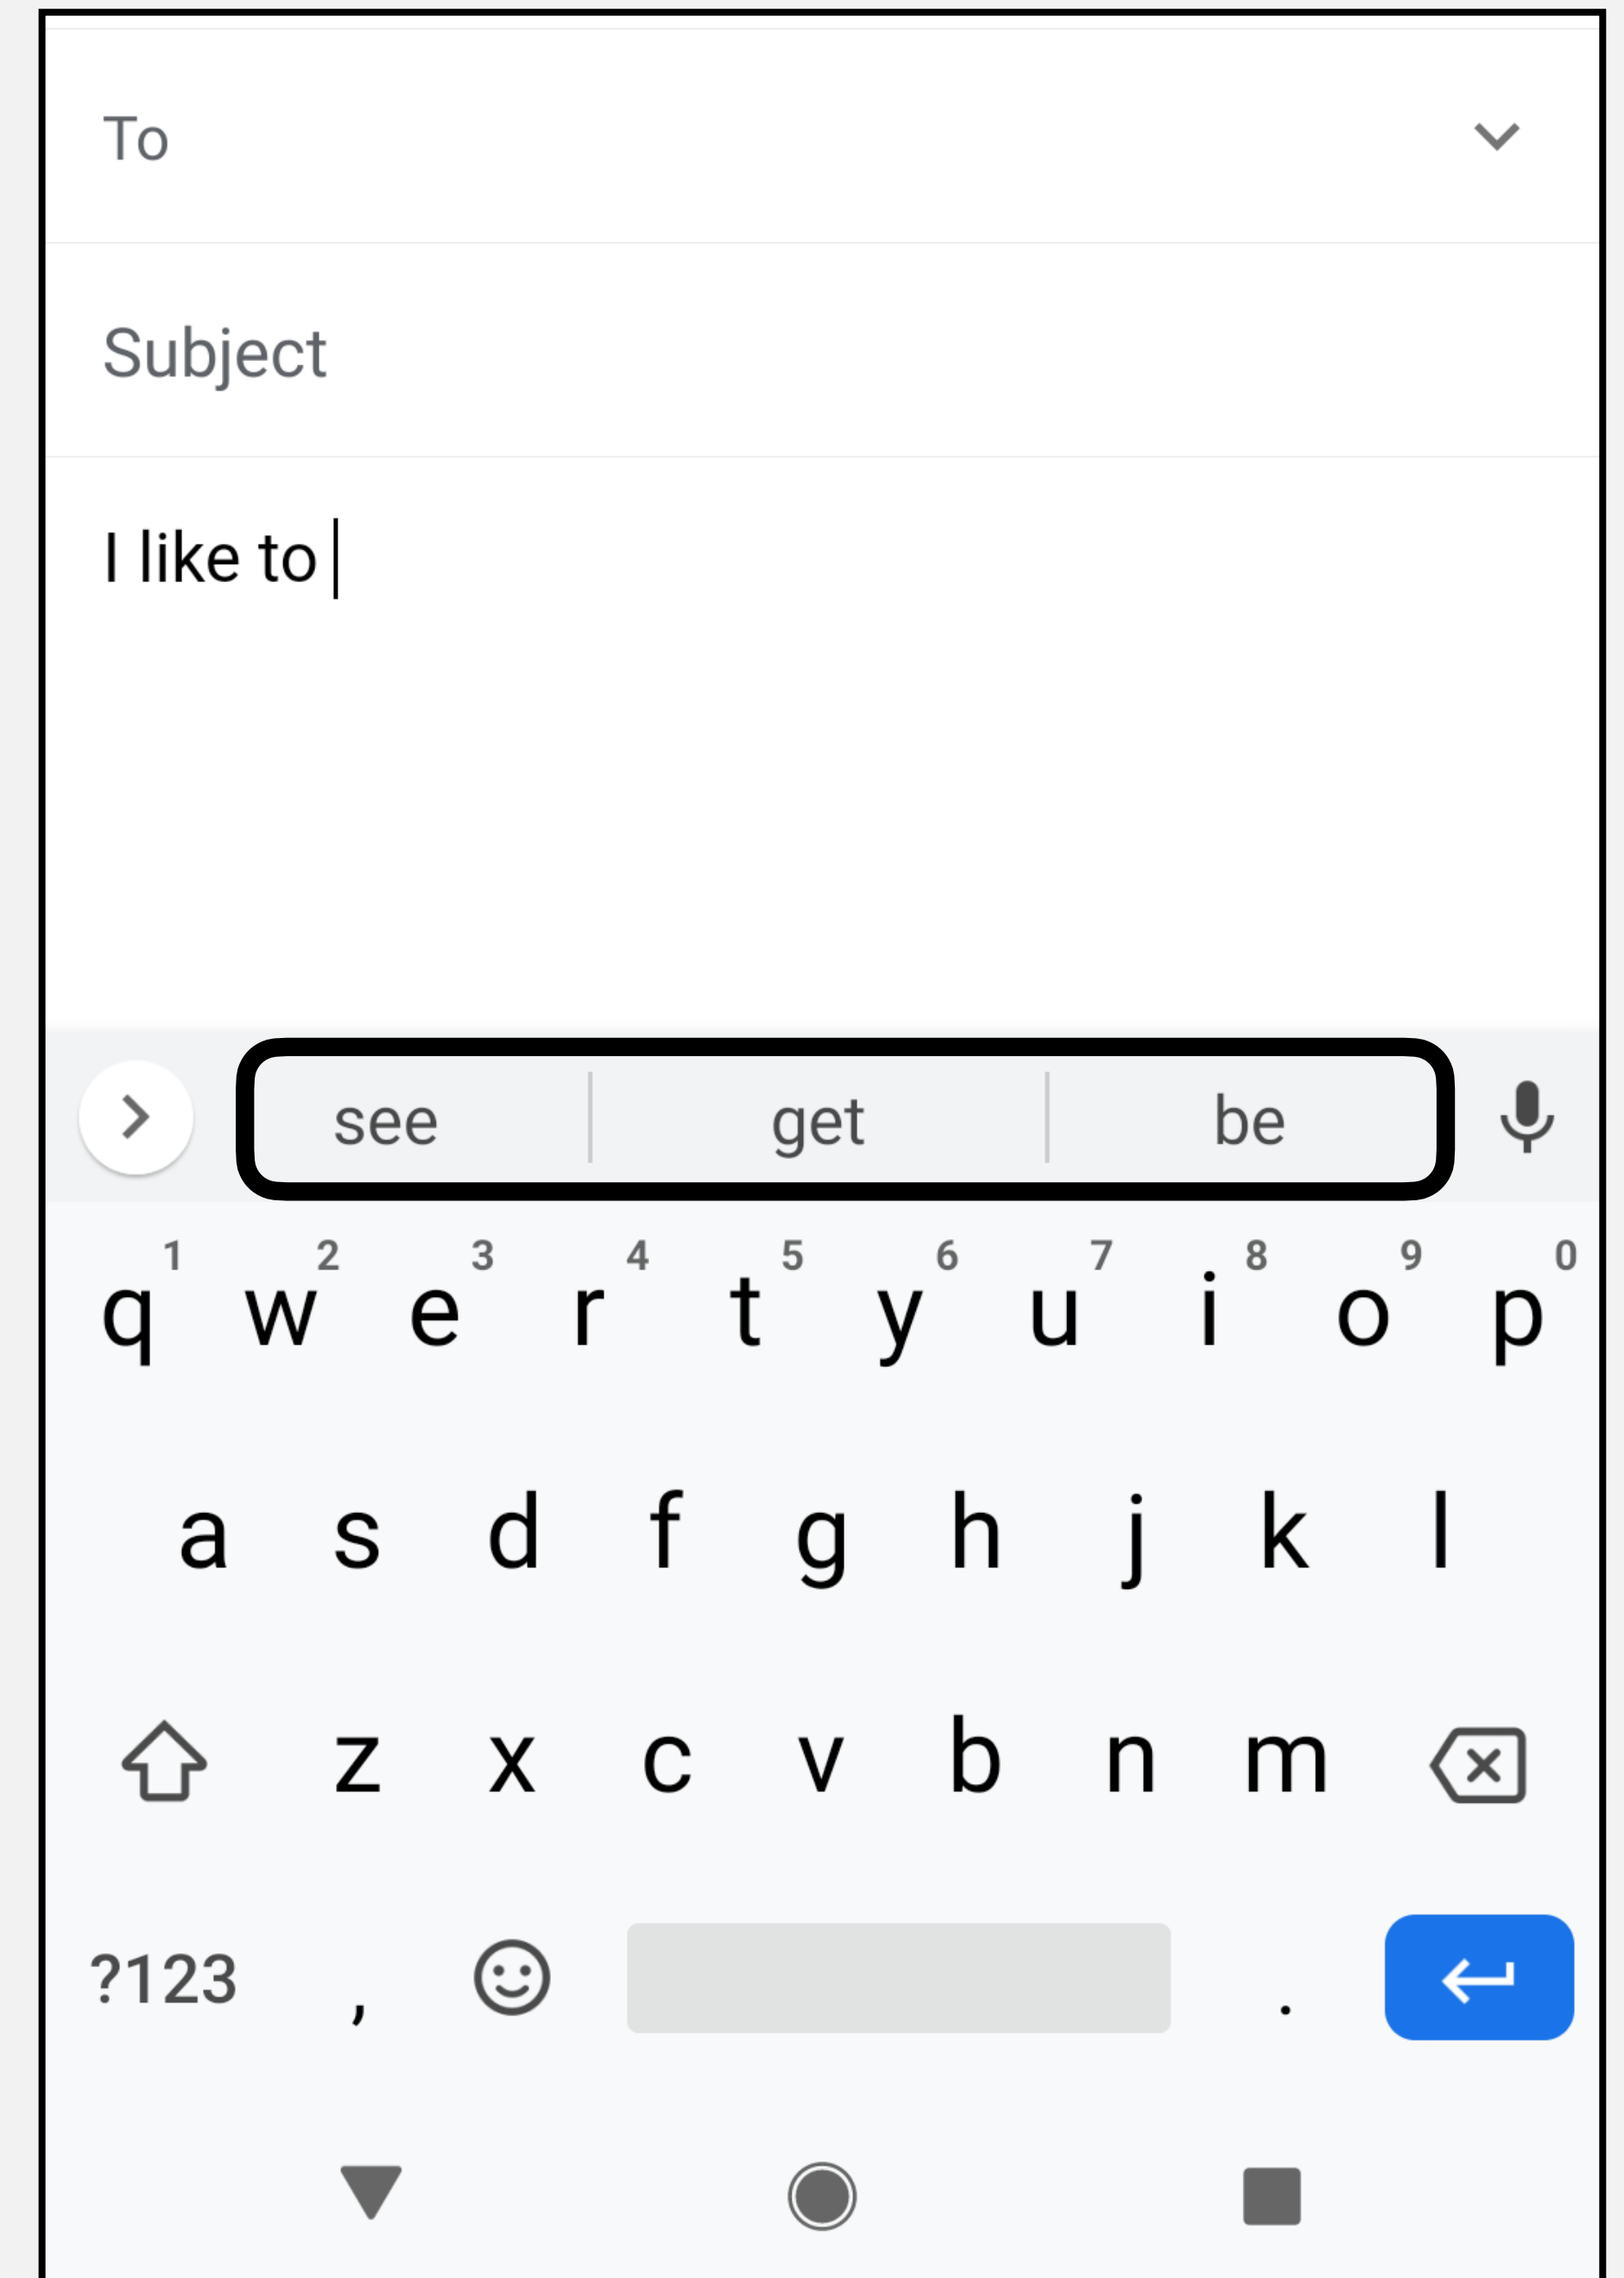 To
Subject
I like to
see get be
1 2 3 4 5 6 7 8 9 0
q w e r t y u i o p
a s d f g h j k l
z x c v b n m
?123 , .